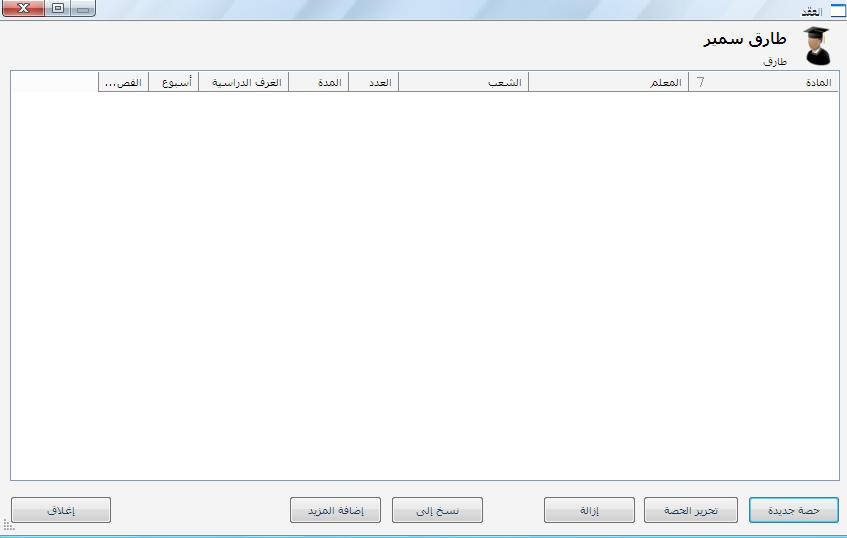 العقد
طارق سمير
طارق
المادة 7 المعلم الشعب العدد المدة الغرف الدراسية أسبوع الفص...
حصة جديدة تحرير الحصة إزالة نسخ إلى إضافة المزيد إغلاق